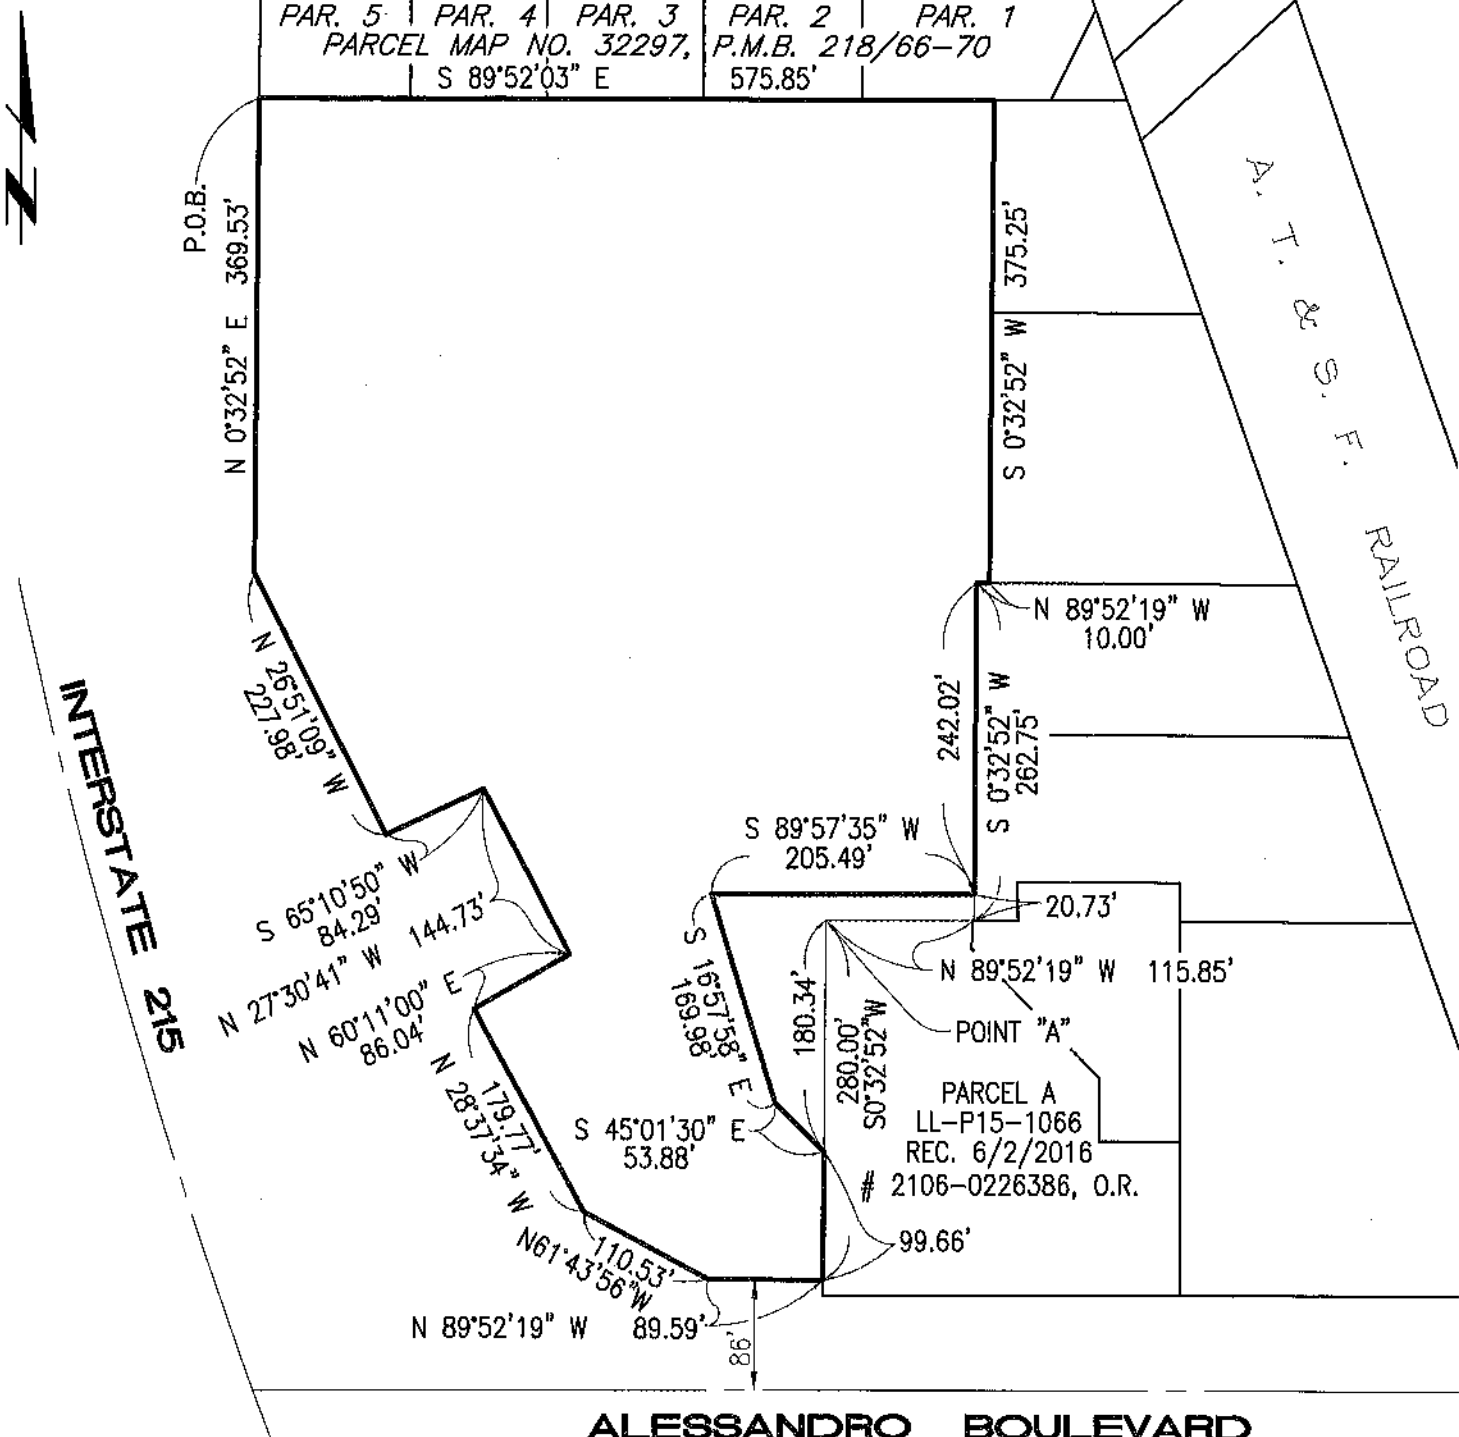 PAR. 5 PAR. 4 PAR. 3 PAR. 2 PAR. 1
PARCEL MAP NO. 32297, P.M.B. 218/66-70
S 89°52'03" E 575.85'
N
P.O.B.
N 0°32'52" E 369.53'
S 0°32'52" W 375.25'
A. T. & S. F. RAILROAD
N 89°52'19" W
10.00'
N 26°51'09" W
227.98'
242.02'
S 0°32'52" W
262.75'
INTERSTATE 215
S 89°57'35" W
205.49'
S 65°10'50" W
84.29'
N 27°30'41" W 144.73'
20.73'
N 60°11'00" E
86.04'
S 16°57'58" E
169.98'
180.34'
280.00'
S0°32'52"W
N 89°52'19" W 115.85'
POINT "A"
179.77'
N 28°37'34" W
S 45°01'30" E
53.88'
PARCEL A
LL-P15-1066
REC. 6/2/2016
# 2106-0226386, O.R.
110.53'
N61°43'56"W
99.66'
N 89°52'19" W 89.59'
86'
ALESSANDRO BOULEVARD